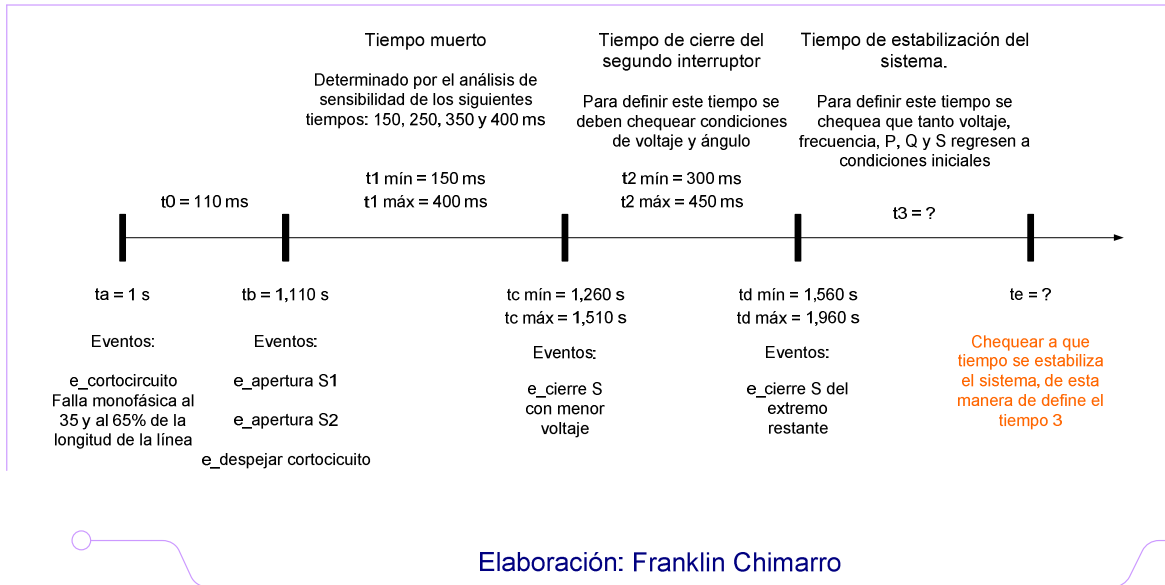 Tiempo muerto
Determinado por el análisis de
sensibilidad de los siguientes
tiempos: 150, 250, 350 y 400 ms
Tiempo de cierre del
segundo interruptor
Para definir este tiempo se
deben chequear condiciones
de voltaje y ángulo
Tiempo de estabilización del
sistema.
Para definir este tiempo se
chequea que tanto voltaje,
frecuencia, P, Q y S regresen a
condiciones iniciales
t0 = 110 ms
t1 mín = 150 ms
t1 máx = 400 ms
t2 mín = 300 ms
t2 máx = 450 ms
t3 = ?
ta = 1 s
Eventos:
e_cortocircuito
Falla monofásica al
35 y al 65% de la
longitud de la línea
tb = 1,110 s
Eventos:
e_apertura S1
e_apertura S2
e_despejar cortocicuito
tc mín = 1,260 s
tc máx = 1,510 s
Eventos:
e_cierre S
con menor
voltaje
td mín = 1,560 s
td máx = 1,960 s
Eventos:
e_cierre S del
extremo
restante
te = ?
Chequear a que
tiempo se estabiliza
el sistema, de esta
manera de define el
tiempo 3
Elaboración: Franklin Chimarro